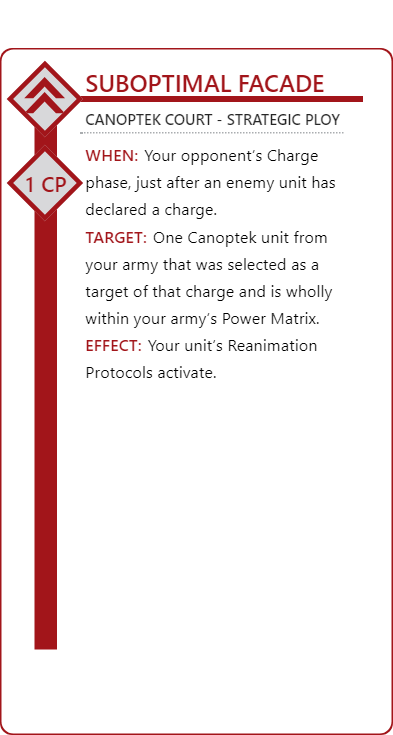 SUBOPTIMAL FACADE
CANOPTEK COURT - STRATEGIC PLOY
1 CP
WHEN: Your opponent's Charge
phase, just after an enemy unit has
declared a charge.
TARGET: One Canoptek unit from
your army that was selected as a
target of that charge and is wholly
within your army's Power Matrix.
EFFECT: Your unit's Reanimation
Protocols activate.